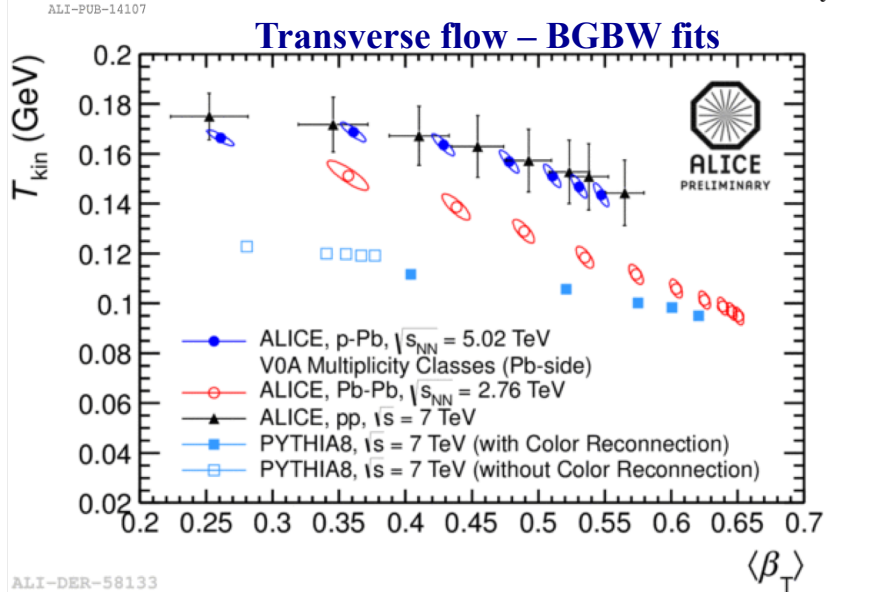 ALI-PUB-14107
Transverse flow – BGBW fits
0.2
0.18
0.16
0.14
0.12
0.1
0.08
0.06
0.04
0.02
T_kin (GeV)
ALICE
PRELIMINARY
ALICE, p-Pb, √s_NN = 5.02 TeV
V0A Multiplicity Classes (Pb-side)
ALICE, Pb-Pb, √s_NN = 2.76 TeV
ALICE, pp, √s = 7 TeV
PYTHIA8, √s = 7 TeV (with Color Reconnection)
PYTHIA8, √s = 7 TeV (without Color Reconnection)
0.2 0.25 0.3 0.35 0.4 0.45 0.5 0.55 0.6 0.65 0.7
⟨β_T⟩
ALI-DER-58133